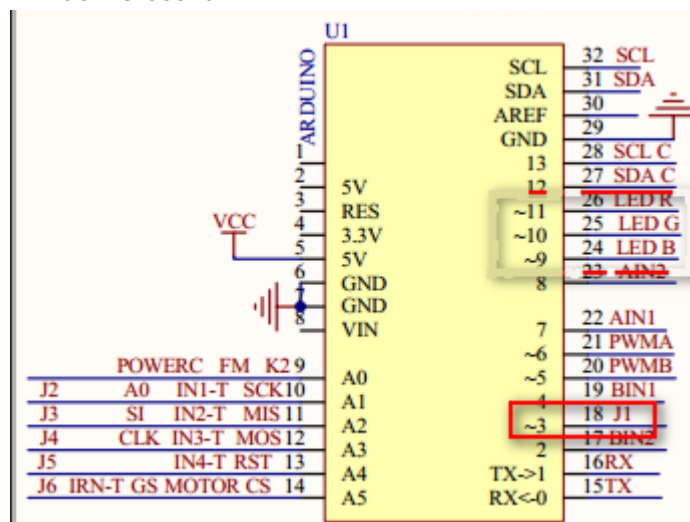 U1
ARDUINO
SCL 32 SCL
SDA 31 SDA
AREF 30
GND 29
1 13 28 SCL C
2 5V 12 27 SDA C
3 RES ~11 26 LED R
VCC 4 3.3V ~10 25 LED G
5 5V ~9 24 LED B
6 GND 8 23 AIN2
GND
8 VIN 7 22 AIN1
~6 21 PWMA
POWERC FM K2 9 A0 ~5 20 PWMB
J2 A0 IN1-T SCK 10 A1 4 19 BIN1
J3 SI IN2-T MIS 11 A2 ~3 18 J1
J4 CLK IN3-T MOS 12 A3 2 17 BIN2
J5 IN4-T RST 13 A4 TX->1 16 RX
J6 IRN-T GS MOTOR CS 14 A5 RX<-0 15 TX